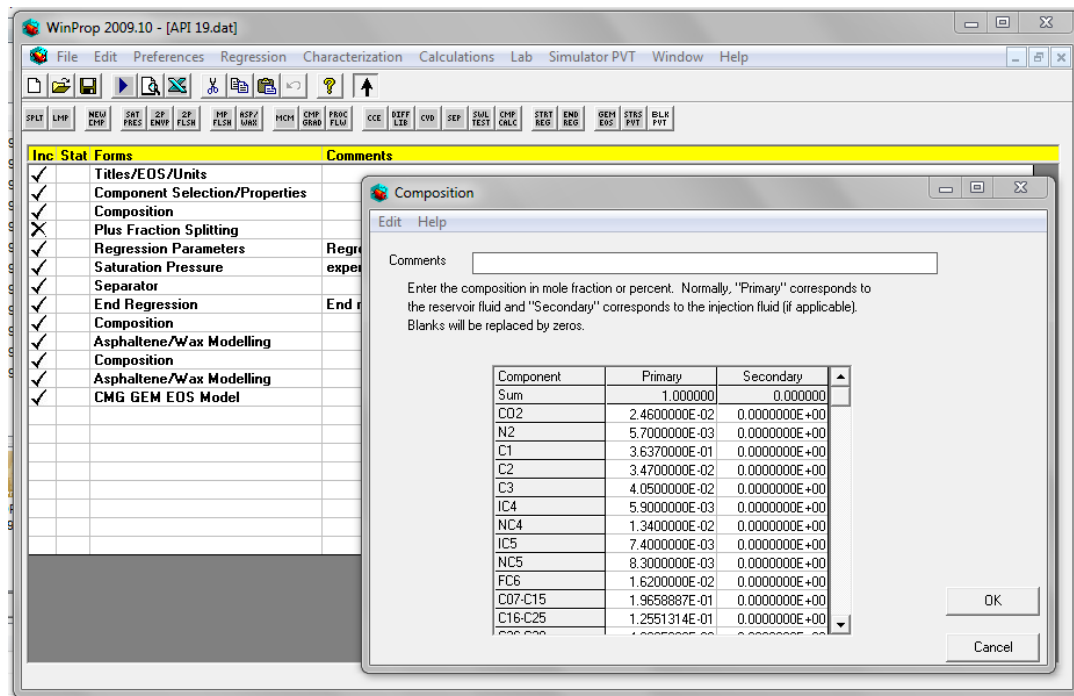 WinProp 2009.10 - [API 19.dat]
File Edit Preferences Regression Characterization Calculations Lab Simulator PVT Window Help
SPLT LMP NEW CMP SAT PRES 2P ENVP 2P FLSH MP FLSH ASP/ WAX MCM CMP GRAD PROC FLW CCE DIFF LIB CVD SEP SWL TEST CMP CALC STRT REG END REG GEM EOS STRS PVT BLK PVT
Inc Stat Forms Comments
Titles/EOS/Units
Component Selection/Properties
Composition
Plus Fraction Splitting
Regression Parameters Regre
Saturation Pressure exper
Separator
End Regression End r
Composition
Asphaltene/Wax Modelling
Composition
Asphaltene/Wax Modelling
CMG GEM EOS Model
Composition
Edit Help
Comments
Enter the composition in mole fraction or percent. Normally, "Primary" corresponds to
the reservoir fluid and "Secondary" corresponds to the injection fluid (if applicable).
Blanks will be replaced by zeros.
Component Primary Secondary
Sum 1.000000 0.000000
CO2 2.4600000E-02 0.0000000E+00
N2 5.7000000E-03 0.0000000E+00
C1 3.6370000E-01 0.0000000E+00
C2 3.4700000E-02 0.0000000E+00
C3 4.0500000E-02 0.0000000E+00
IC4 5.9000000E-03 0.0000000E+00
NC4 1.3400000E-02 0.0000000E+00
IC5 7.4000000E-03 0.0000000E+00
NC5 8.3000000E-03 0.0000000E+00
FC6 1.6200000E-02 0.0000000E+00
C07-C15 1.9658887E-01 0.0000000E+00
C16-C25 1.2551314E-01 0.0000000E+00
OK
Cancel